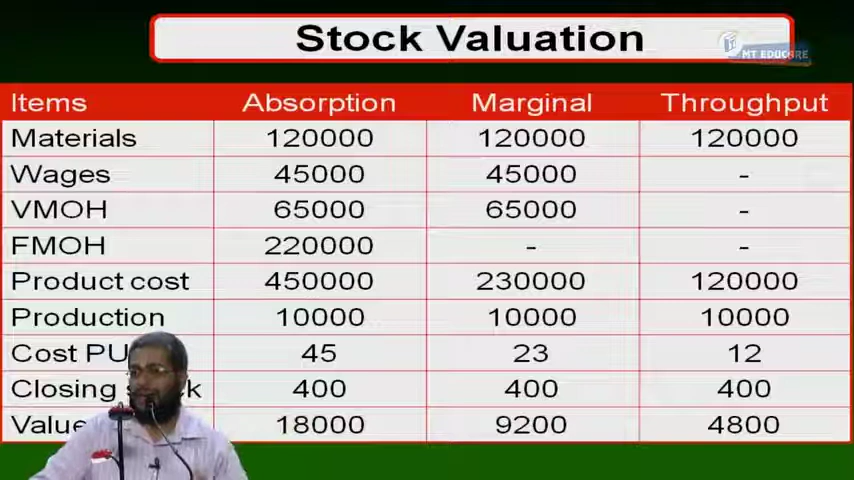 Stock Valuation
MT EDUCARE
Items Absorption Marginal Throughput
Materials 120000 120000 120000
Wages 45000 45000 -
VMOH 65000 65000 -
FMOH 220000 - -
Product cost 450000 230000 120000
Production 10000 10000 10000
Cost PU 45 23 12
Closing 400 400 400
Value 18000 9200 4800